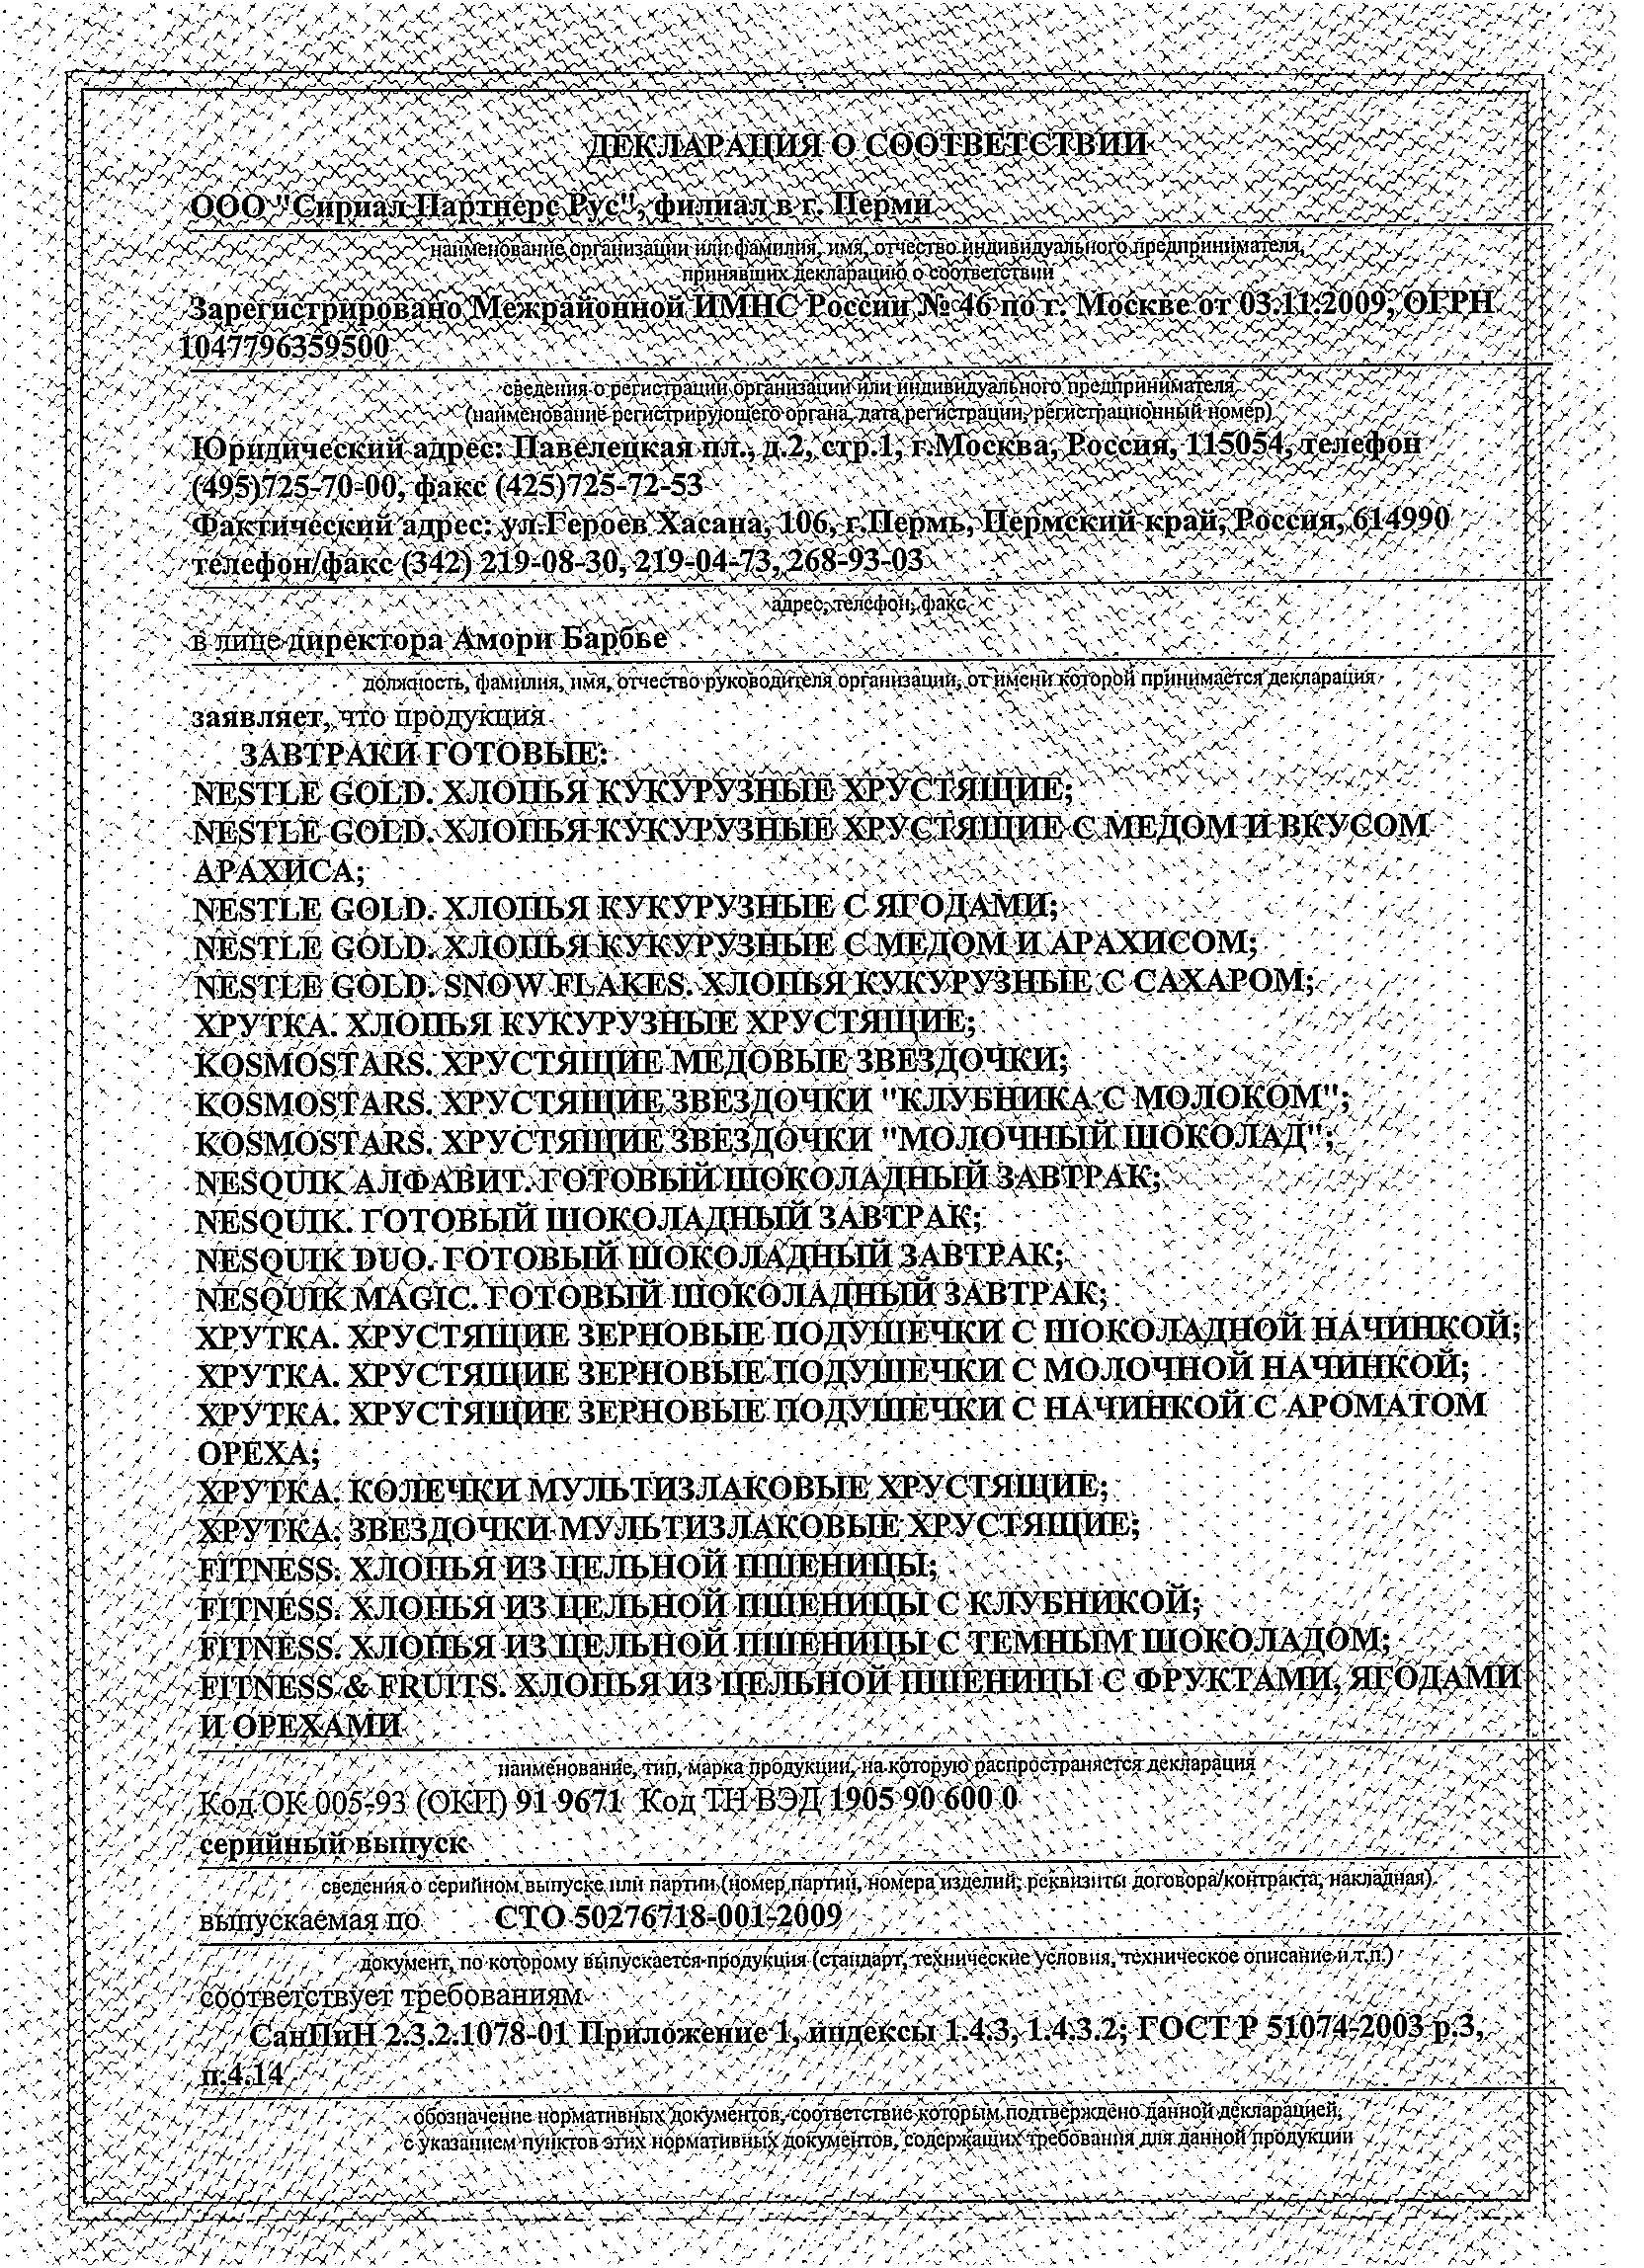 ДЕКЛАРАЦИЯ О СООТВЕТСТВИИ
ООО "Сириал Партнерс Рус", филиал в г. Перми
наименование организации или фамилия, имя, отчество индивидуального предпринимателя,
принявших декларацию о соответствии
Зарегистрировано Межрайонной ИМНС России № 46 по г. Москве от 03.11.2009, ОГРН
1047796359500
сведения о регистрации организации или индивидуального предпринимателя
(наименование регистрирующего органа, дата регистрации, регистрационный номер)
Юридический адрес: Павелецкая пл., д.2, стр.1, г.Москва, Россия, 115054, телефон
(495)725-70-00, факс (425)725-72-53
Фактический адрес: ул.Героев Хасана, 106, г.Пермь, Пермский край, Россия, 614990
телефон/факс (342) 219-08-30, 219-04-73, 268-93-03
адрес, телефон, факс
в лице директора Амори Барбье
должность, фамилия, имя, отчество руководителя организации, от имени которой принимается декларация
заявляет, что продукция
ЗАВТРАКИ ГОТОВЫЕ:
NESTLE GOLD. ХЛОПЬЯ КУКУРУЗНЫЕ ХРУСТЯЩИЕ;
NESTLE GOLD. ХЛОПЬЯ КУКУРУЗНЫЕ ХРУСТЯЩИЕ С МЕДОМ И ВКУСОМ
АРАХИСА;
NESTLE GOLD. ХЛОПЬЯ КУКУРУЗНЫЕ С ЯГОДАМИ;
NESTLE GOLD. ХЛОПЬЯ КУКУРУЗНЫЕ С МЕДОМ И АРАХИСОМ;
NESTLE GOLD. SNOW FLAKES. ХЛОПЬЯ КУКУРУЗНЫЕ С САХАРОМ;
ХРУТКА. ХЛОПЬЯ КУКУРУЗНЫЕ ХРУСТЯЩИЕ;
KOSMOSTARS. ХРУСТЯЩИЕ МЕДОВЫЕ ЗВЕЗДОЧКИ;
KOSMOSTARS. ХРУСТЯЩИЕ ЗВЕЗДОЧКИ "КЛУБНИКА С МОЛОКОМ";
KOSMOSTARS. ХРУСТЯЩИЕ ЗВЕЗДОЧКИ "МОЛОЧНЫЙ ШОКОЛАД";
NESQUIK АЛФАВИТ. ГОТОВЫЙ ШОКОЛАДНЫЙ ЗАВТРАК;
NESQUIK. ГОТОВЫЙ ШОКОЛАДНЫЙ ЗАВТРАК;
NESQUIK DUO. ГОТОВЫЙ ШОКОЛАДНЫЙ ЗАВТРАК;
NESQUIK MAGIC. ГОТОВЫЙ ШОКОЛАДНЫЙ ЗАВТРАК;
ХРУТКА. ХРУСТЯЩИЕ ЗЕРНОВЫЕ ПОДУШЕЧКИ С ШОКОЛАДНОЙ НАЧИНКОЙ;
ХРУТКА. ХРУСТЯЩИЕ ЗЕРНОВЫЕ ПОДУШЕЧКИ С МОЛОЧНОЙ НАЧИНКОЙ;
ХРУТКА. ХРУСТЯЩИЕ ЗЕРНОВЫЕ ПОДУШЕЧКИ С НАЧИНКОЙ С АРОМАТОМ
ОРЕХА;
ХРУТКА. КОЛЕЧКИ МУЛЬТИЗЛАКОВЫЕ ХРУСТЯЩИЕ;
ХРУТКА. ЗВЕЗДОЧКИ МУЛЬТИЗЛАКОВЫЕ ХРУСТЯЩИЕ;
FITNESS. ХЛОПЬЯ ИЗ ЦЕЛЬНОЙ ПШЕНИЦЫ;
FITNESS. ХЛОПЬЯ ИЗ ЦЕЛЬНОЙ ПШЕНИЦЫ С КЛУБНИКОЙ;
FITNESS. ХЛОПЬЯ ИЗ ЦЕЛЬНОЙ ПШЕНИЦЫ С ТЕМНЫМ ШОКОЛАДОМ;
FITNESS & FRUITS. ХЛОПЬЯ ИЗ ЦЕЛЬНОЙ ПШЕНИЦЫ С ФРУКТАМИ, ЯГОДАМИ
И ОРЕХАМИ
наименование, тип, марка продукции, на которую распространяется декларация
Код ОК 005-93 (ОКП) 91 9671 Код ТН ВЭД 1905 90 600 0
серийный выпуск
сведения о серийном выпуске или партии (номер партии, номера изделий, реквизиты договора/контракта, накладная)
выпускаемая по СТО 50276718-001-2009
документ, по которому выпускается продукция (стандарт, технические условия, техническое описание и т.п.)
соответствует требованиям
СанПиН 2.3.2.1078-01 Приложение 1, индексы 1.4.3, 1.4.3.2; ГОСТ Р 51074-2003 р.3,
п.4.14
обозначение нормативных документов, соответствие которым подтверждено данной декларацией,
с указанием пунктов этих нормативных документов, содержащих требования для данной продукции